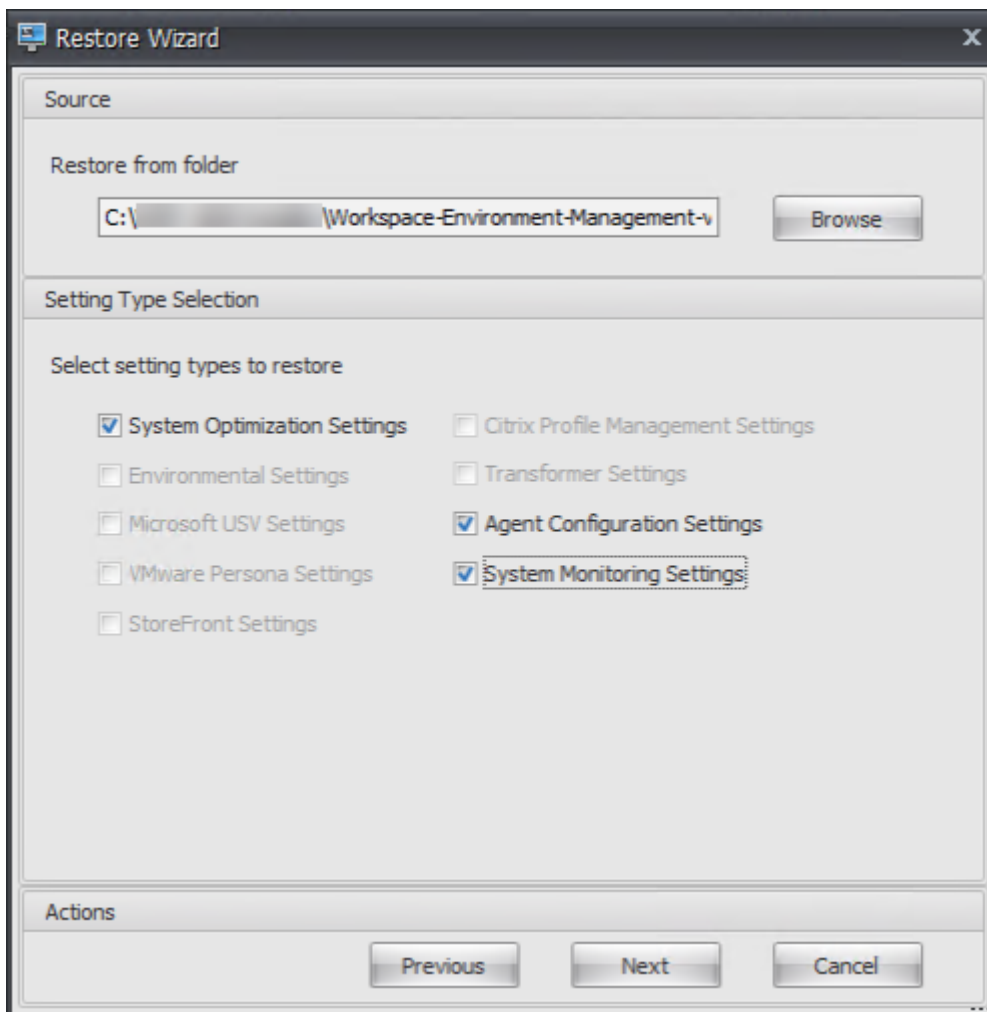 Restore Wizard
Source
Restore from folder
C:\ \Workspace-Environment-Management-v
Browse
Setting Type Selection
Select setting types to restore
System Optimization Settings
Citrix Profile Management Settings
Environmental Settings
Transformer Settings
Microsoft USV Settings
Agent Configuration Settings
VMware Persona Settings
System Monitoring Settings
StoreFront Settings
Actions
Previous
Next
Cancel